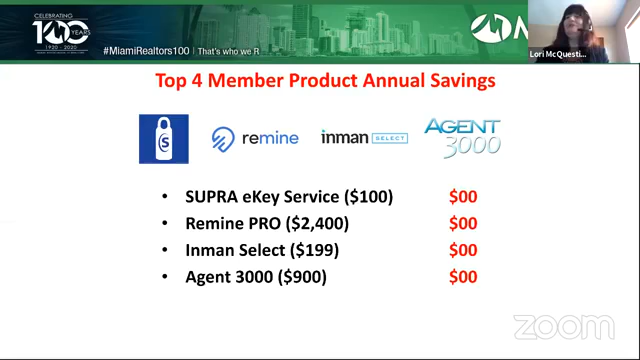 CELEBRATING
100 YEARS
1920 - 2020
#MiamiRealtors100 | That's who we R
Lori McQuesti...
Top 4 Member Product Annual Savings
S
remine
inman SELECT
AGENT
3000
• SUPRA eKey Service ($100) $00
• Remine PRO ($2,400) $00
• Inman Select ($199) $00
• Agent 3000 ($900) $00
zoom